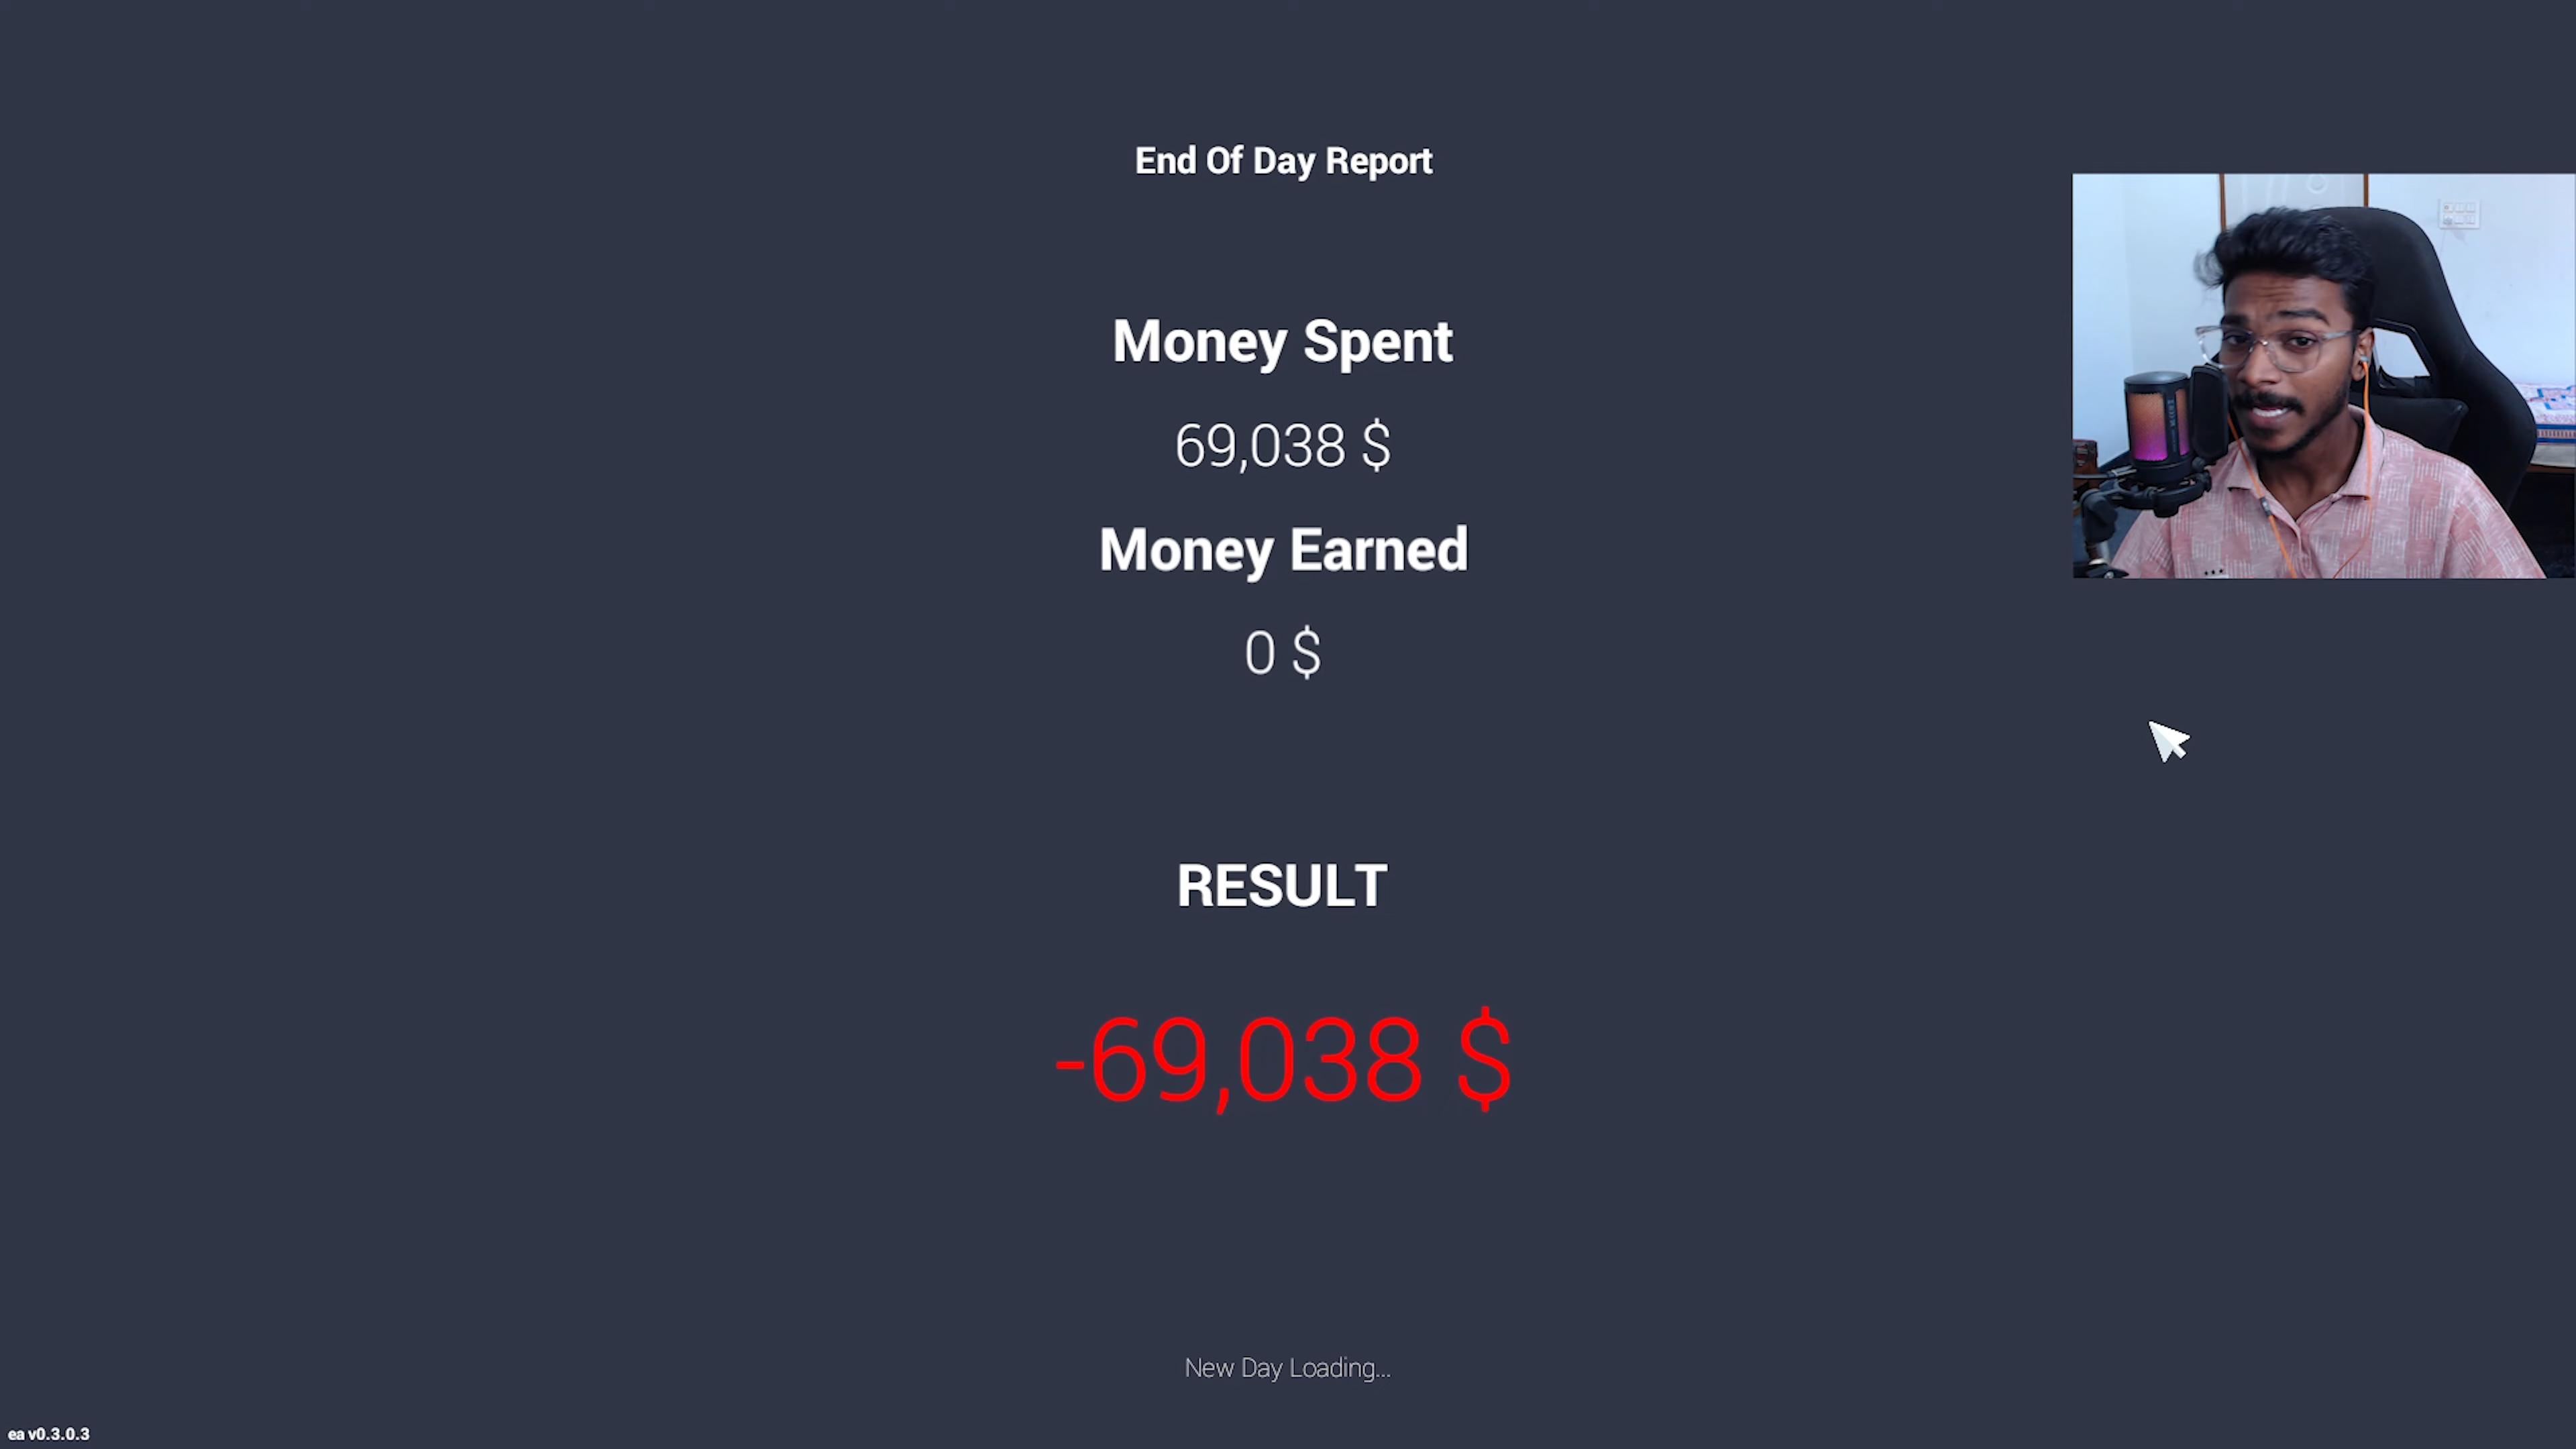 End Of Day Report
Money Spent
69,038 $
Money Earned
0 $
RESULT
-69,038 $
New Day Loading...
ea v0.3.0.3